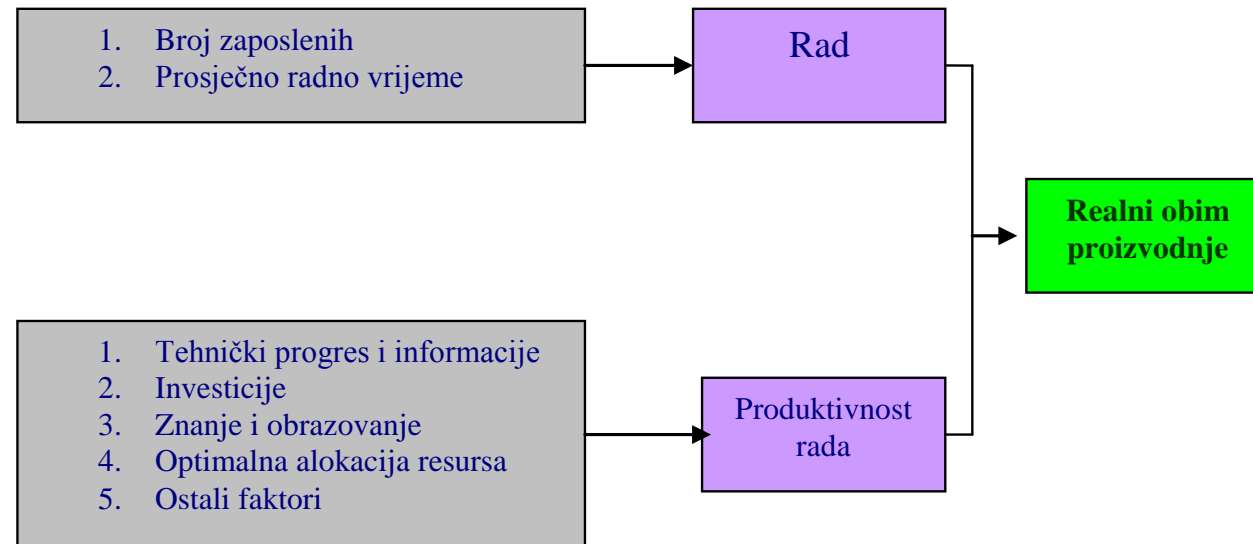 1. Broj zaposlenih
2. Prosječno radno vrijeme
Rad
Realni obim
proizvodnje
1. Tehnički progres i informacije
2. Investicije
3. Znanje i obrazovanje
4. Optimalna alokacija resursa
5. Ostali faktori
Produktivnost
rada